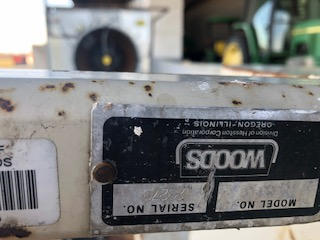 WOODS
Division of Hesston Corporation
OREGON, ILLINOIS
MODEL NO.
SERIAL NO.